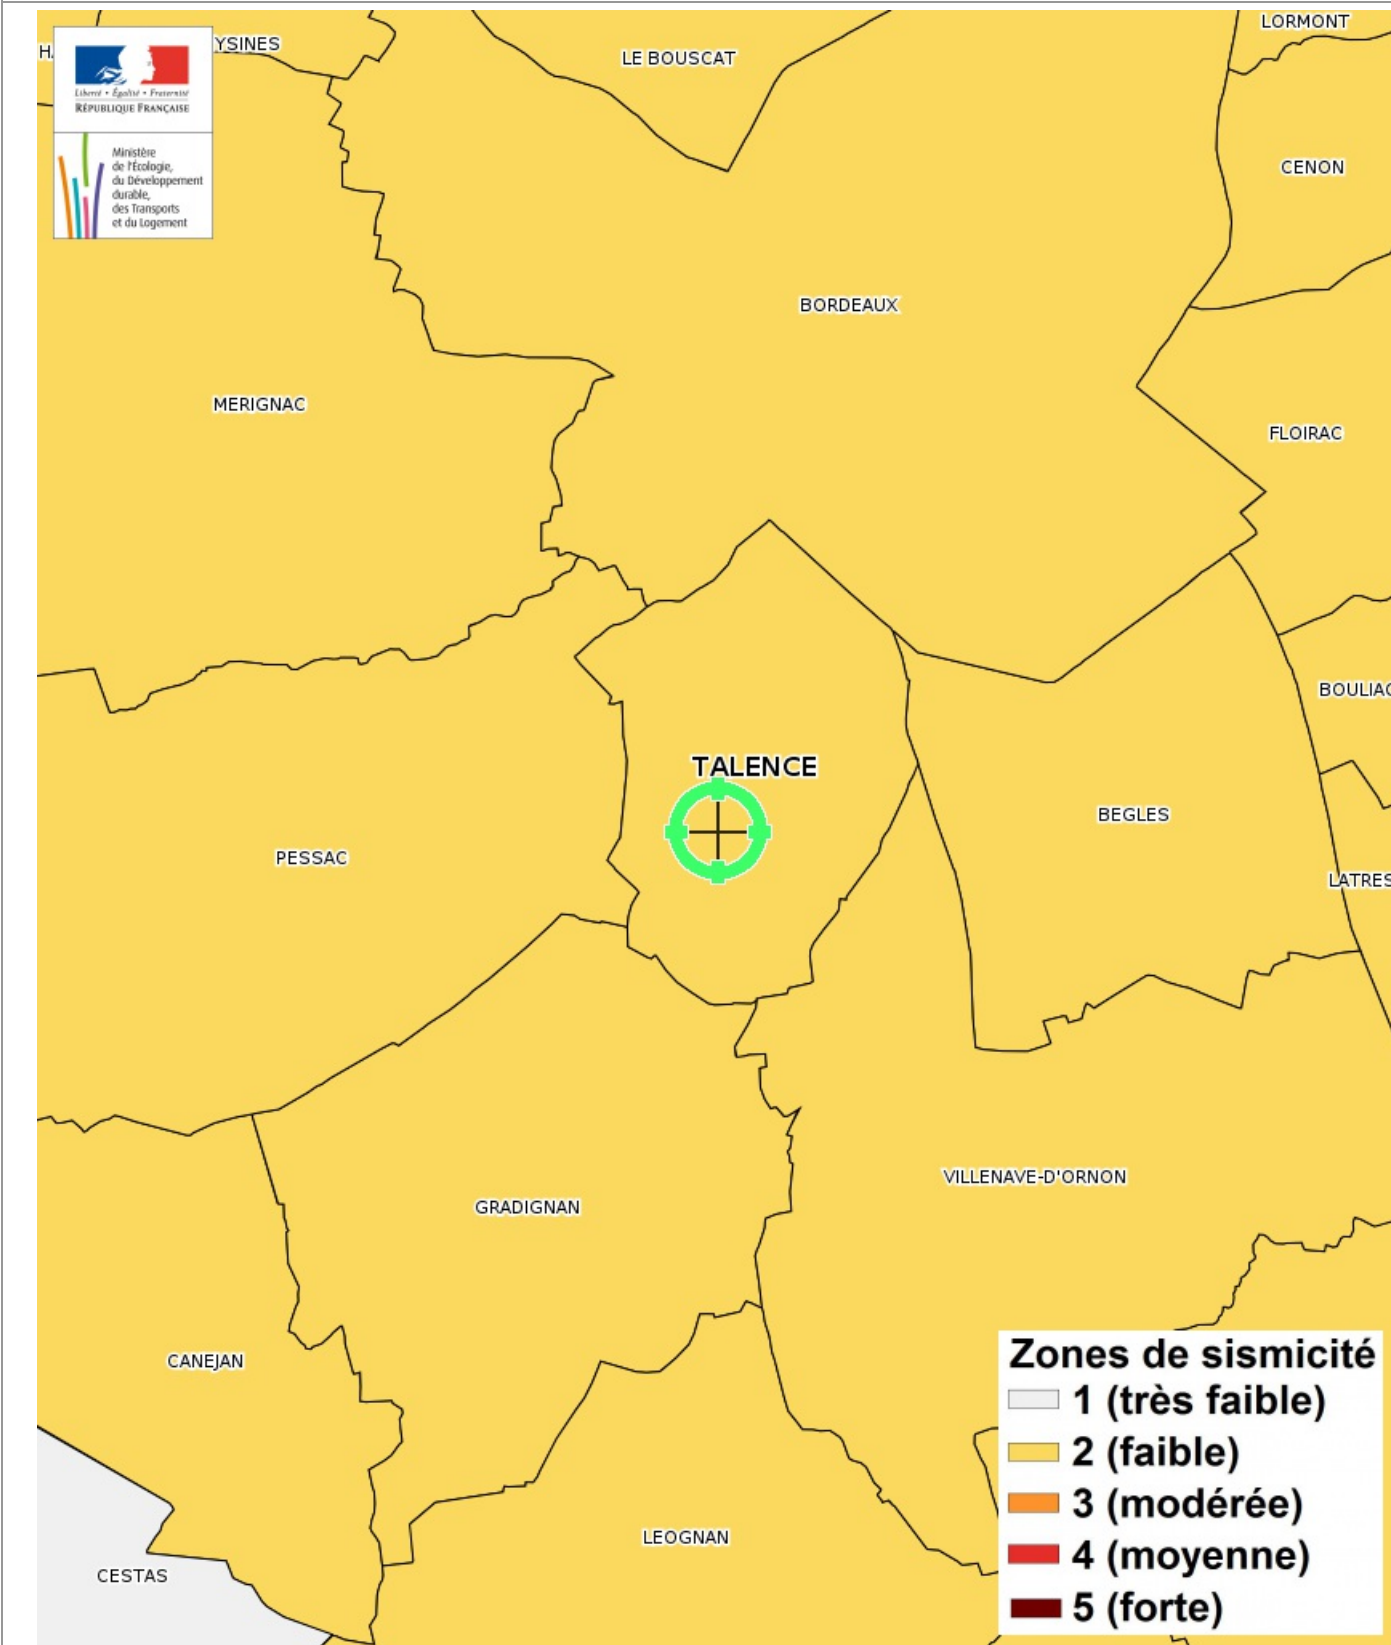 LORMONT
YSINES
LE BOUSCAT
Liberté • Égalité • Fraternité
RÉPUBLIQUE FRANÇAISE
Ministère
de l'Écologie,
du Développement
durable,
des Transports
et du Logement
CENON
BORDEAUX
MERIGNAC
FLOIRAC
BOULIAC
TALENCE
BEGLES
PESSAC
LATRES
VILLENAVE-D'ORNON
GRADIGNAN
CANEJAN
LEOGNAN
CESTAS
Zones de sismicité
1 (très faible)
2 (faible)
3 (modérée)
4 (moyenne)
5 (forte)